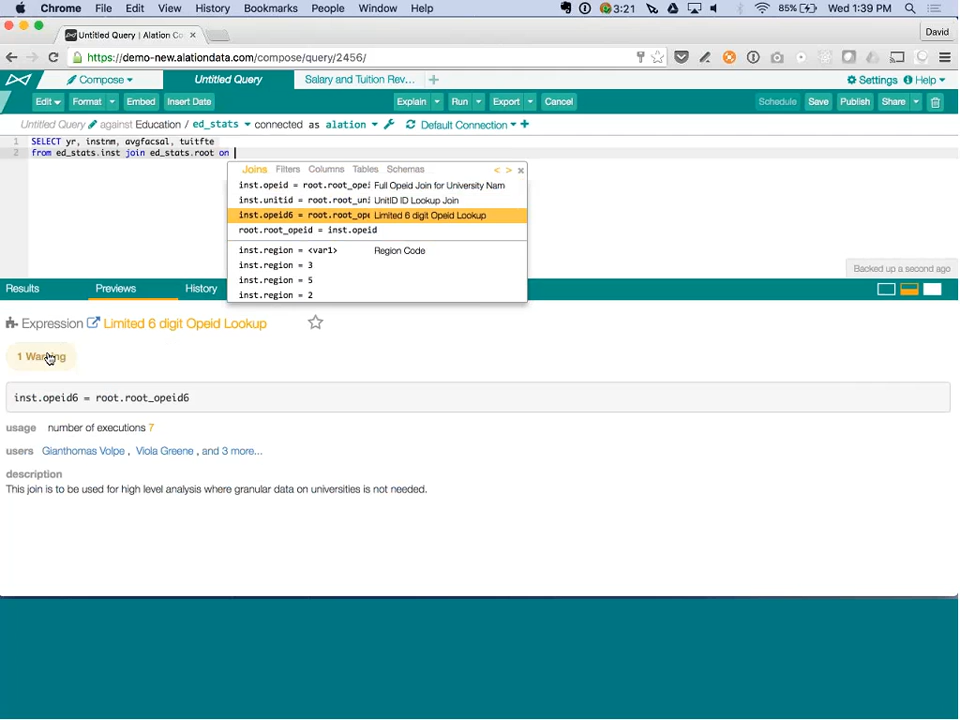 Chrome File Edit View History Bookmarks People Window Help 3:21 85% Wed 1:39 PM
Untitled Query | Alation Co × David
https://demo-new.alationdata.com/compose/query/2456/
Compose Untitled Query Salary and Tuition Rev... + Settings Help
Edit Format Embed Insert Date Explain Run Export Cancel Schedule Save Publish Share
Untitled Query against Education / ed_stats connected as alation Default Connection +
1 SELECT yr, instnm, avgfacsal, tuitfte
2 from ed_stats.inst join ed_stats.root on
Joins Filters Columns Tables Schemas < > ×
inst.opeid = root.root_opei Full Opeid Join for University Nam
inst.unitid = root.root_uni UnitID ID Lookup Join
inst.opeid6 = root.root_ope Limited 6 digit Opeid Lookup
root.root_opeid = inst.opeid
inst.region = <var1> Region Code
inst.region = 3
inst.region = 5
inst.region = 2
Backed up a second ago
Results Previews History
Expression Limited 6 digit Opeid Lookup
1 Warning
inst.opeid6 = root.root_opeid6
usage number of executions 7
users Gianthomas Volpe , Viola Greene , and 3 more...
description
This join is to be used for high level analysis where granular data on universities is not needed.